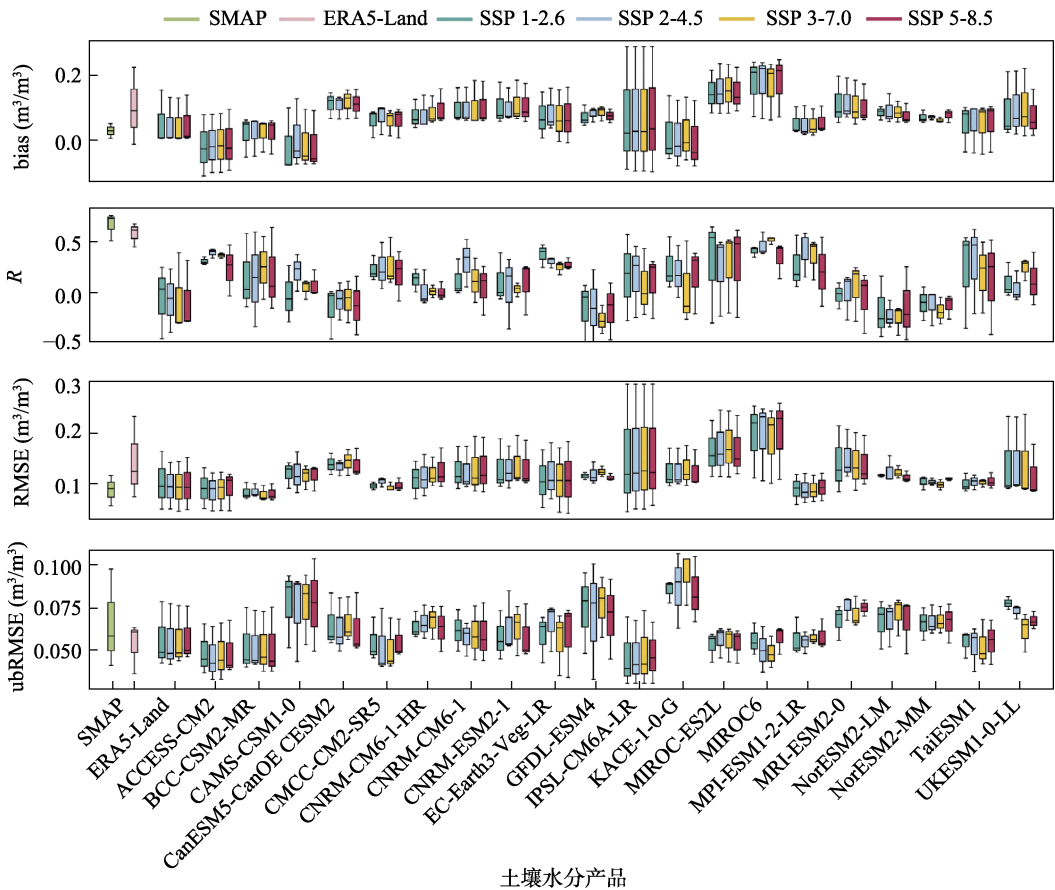 SMAP ERA5-Land SSP 1-2.6 SSP 2-4.5 SSP 3-7.0 SSP 5-8.5
bias (m³/m³)
0.2
0.0
R
0.5
0.0
−0.5
RMSE (m³/m³)
0.3
0.2
0.1
ubRMSE (m³/m³)
0.100
0.075
0.050
SMAP
ERA5-Land
ACCESS-CM2
BCC-CSM2-MR
CAMS-CSM1-0
CanESM5-CanOE CESM2
CMCC-CM2-SR5
CNRM-CM6-1-HR
CNRM-CM6-1
CNRM-ESM2-1
EC-Earth3-Veg-LR
GFDL-ESM4
IPSL-CM6A-LR
KACE-1-0-G
MIROC-ES2L
MIROC6
MPI-ESM1-2-LR
MRI-ESM2-0
NorESM2-LM
NorESM2-MM
TaiESM1
UKESM1-0-LL
土壤水分产品